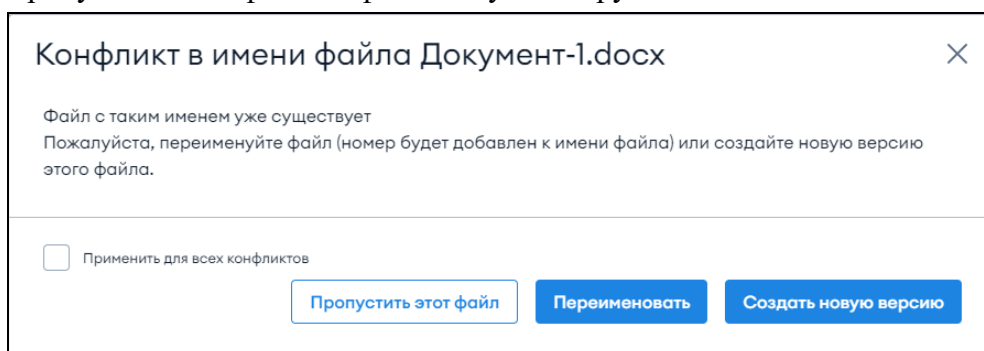 Конфликт в имени файла Документ-1.docx
Файл с таким именем уже существует
Пожалуйста, переименуйте файл (номер будет добавлен к имени файла) или создайте новую версию
этого файла.
Применить для всех конфликтов
Пропустить этот файл
Переименовать
Создать новую версию